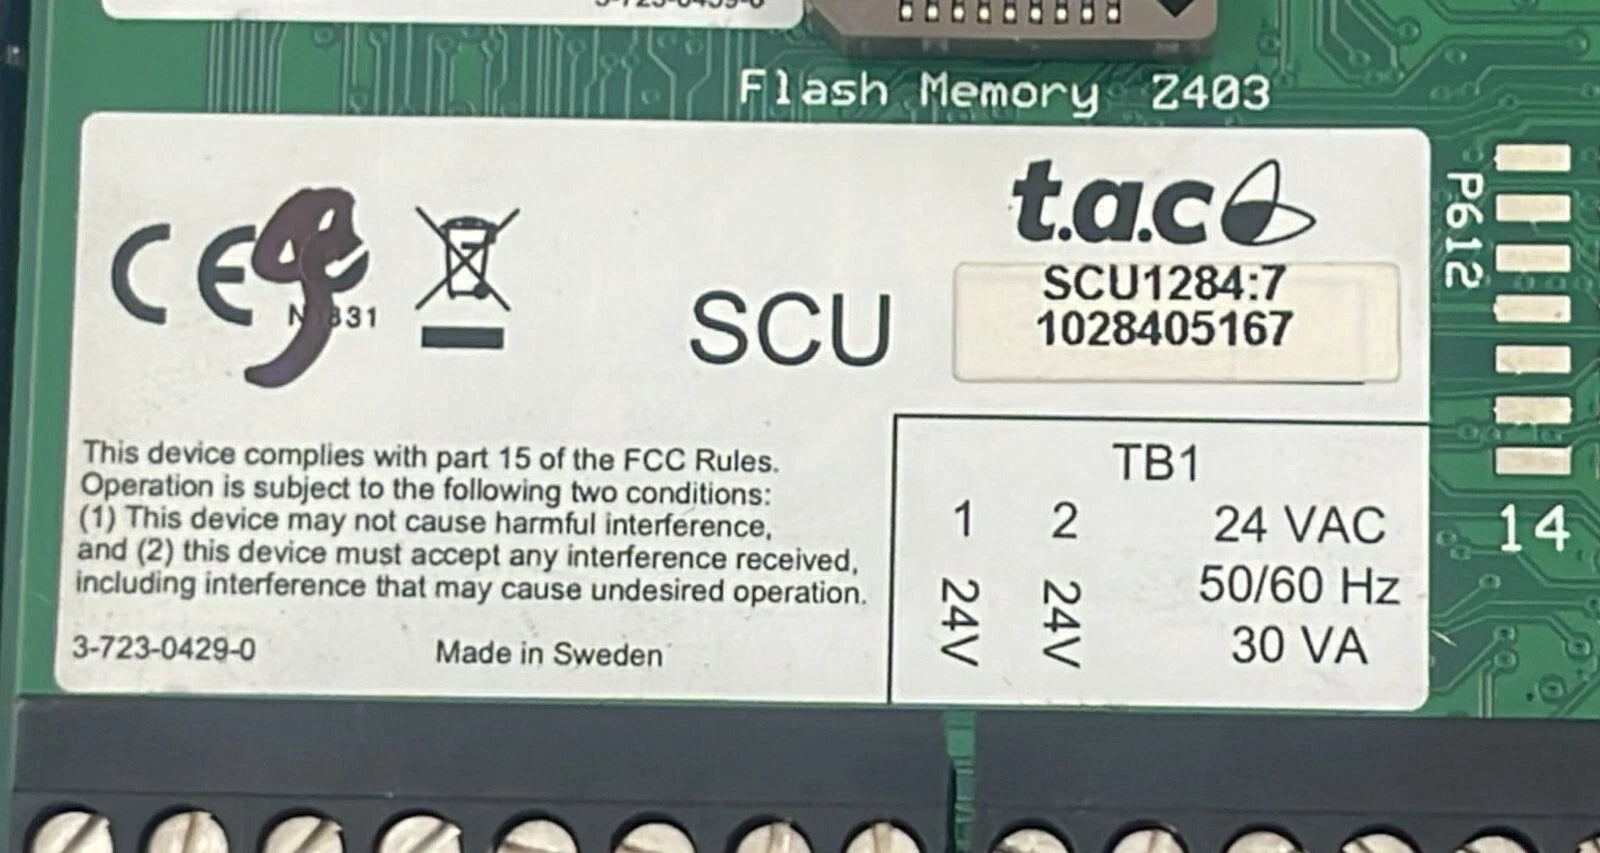 Flash Memory Z403
t.a.c
CE
N
831
SCU
SCU1284:7
1028405167
P612
This device complies with part 15 of the FCC Rules.
Operation is subject to the following two conditions:
(1) This device may not cause harmful interference,
and (2) this device must accept any interference received,
including interference that may cause undesired operation.
3-723-0429-0
Made in Sweden
TB1
1 2 24 VAC
24V 24V 50/60 Hz
30 VA
14